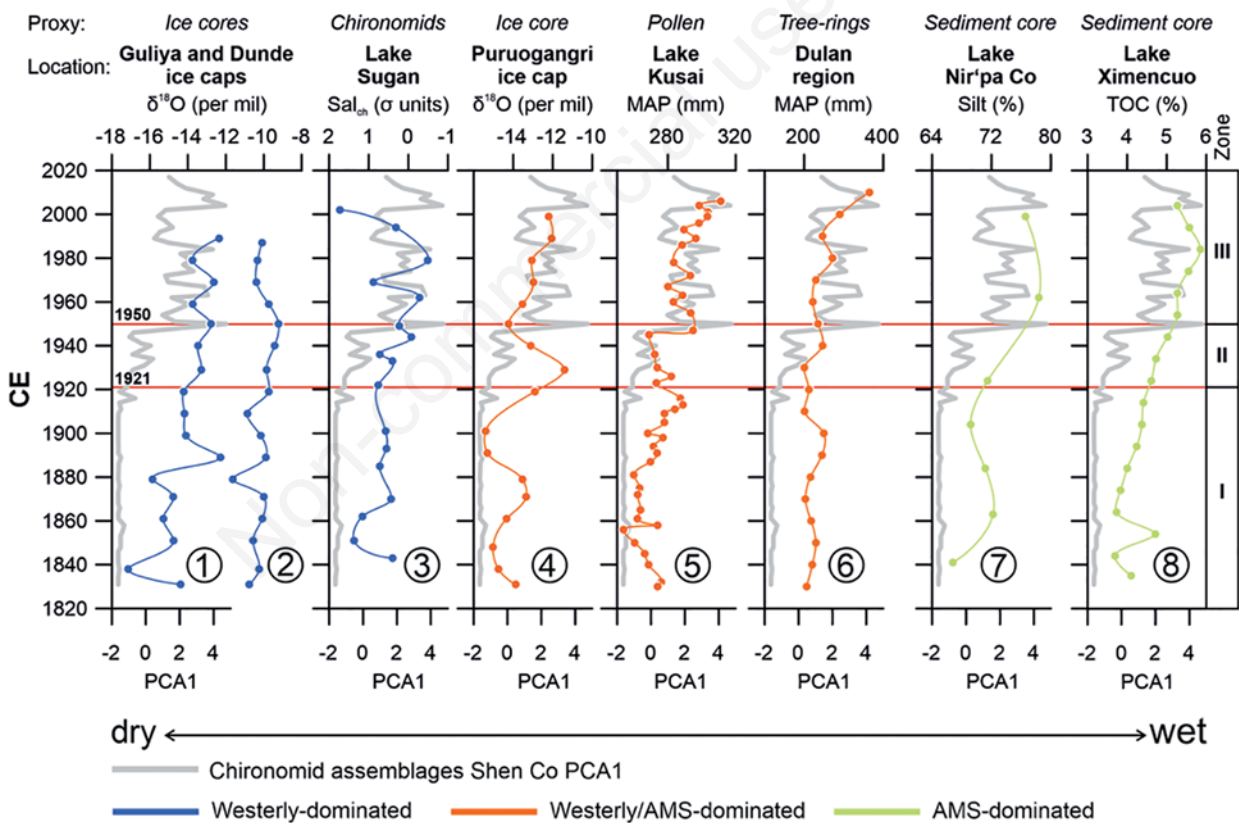 Proxy: Ice cores Chironomids Ice core Pollen Tree-rings Sediment core Sediment core
Location: Guliya and Dunde ice caps Lake Sugan Puruogangri ice cap Lake Kusai Dulan region Lake Nir'pa Co Lake Ximencuo
δ18O (per mil) Salch (σ units) δ18O (per mil) MAP (mm) MAP (mm) Silt (%) TOC (%)
-18 -16 -14 -12 -10 -8 2 1 0 -1 -14 -12 -10 280 320 200 400 64 72 80 3 4 5 6
Zone
2020
2000
1980
III
1960
1950
1940
II
1921
1920
CE
1900
1880
I
1860
1840
1 2 3 4 5 6 7 8
1820
-2 0 2 4 -2 0 2 4 -2 0 2 4 -2 0 2 4 -2 0 2 4 -2 0 2 4 -2 0 2 4
PCA1 PCA1 PCA1 PCA1 PCA1 PCA1 PCA1
dry wet
Chironomid assemblages Shen Co PCA1
Westerly-dominated Westerly/AMS-dominated AMS-dominated
Non-commercial use